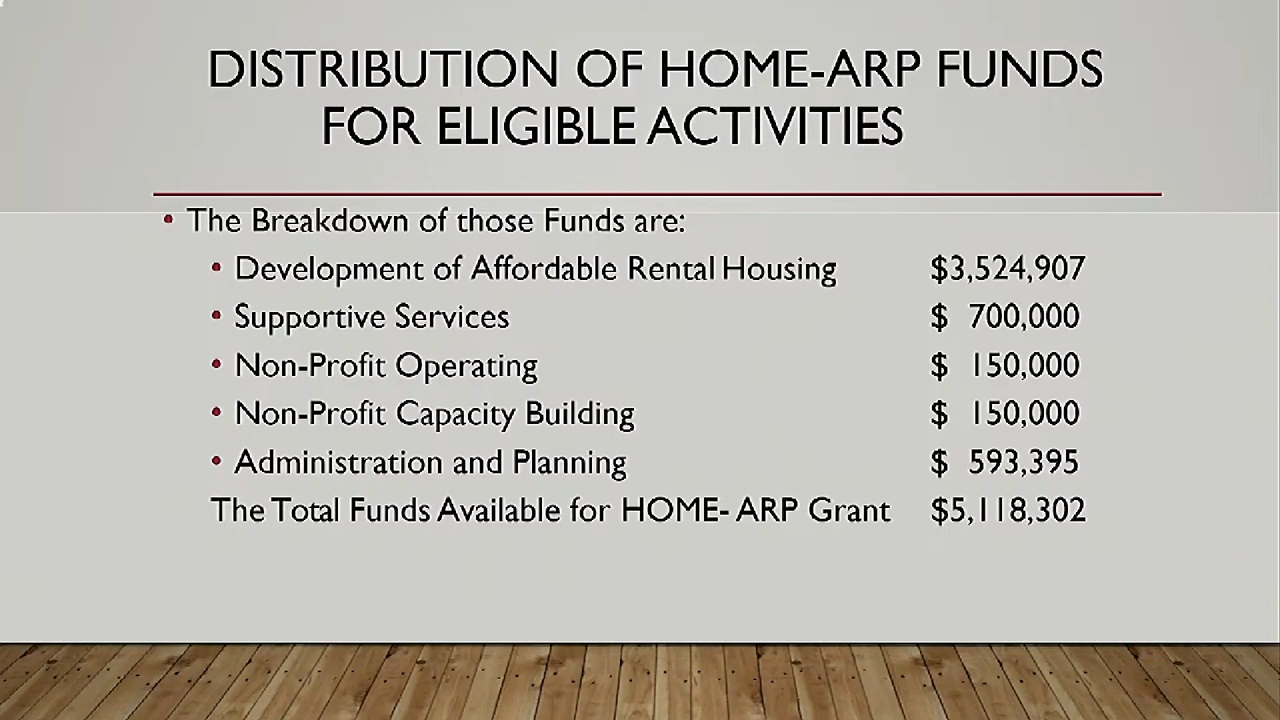 DISTRIBUTION OF HOME-ARP FUNDS
FOR ELIGIBLE ACTIVITIES
• The Breakdown of those Funds are:
• Development of Affordable Rental Housing $3,524,907
• Supportive Services $ 700,000
• Non-Profit Operating $ 150,000
• Non-Profit Capacity Building $ 150,000
• Administration and Planning $ 593,395
The Total Funds Available for HOME- ARP Grant $5,118,302